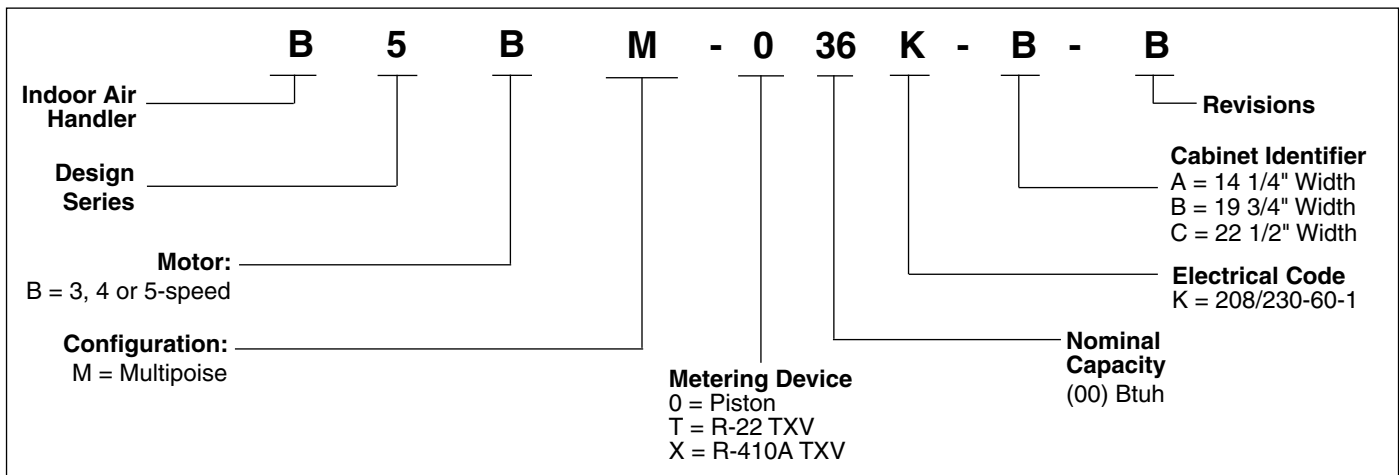 B 5 B M - 0 36 K - B - B
Indoor Air
Handler
Design
Series
Motor:
B = 3, 4 or 5-speed
Configuration:
M = Multipoise
Metering Device
0 = Piston
T = R-22 TXV
X = R-410A TXV
Nominal
Capacity
(00) Btuh
Electrical Code
K = 208/230-60-1
Cabinet Identifier
A = 14 1/4" Width
B = 19 3/4" Width
C = 22 1/2" Width
Revisions